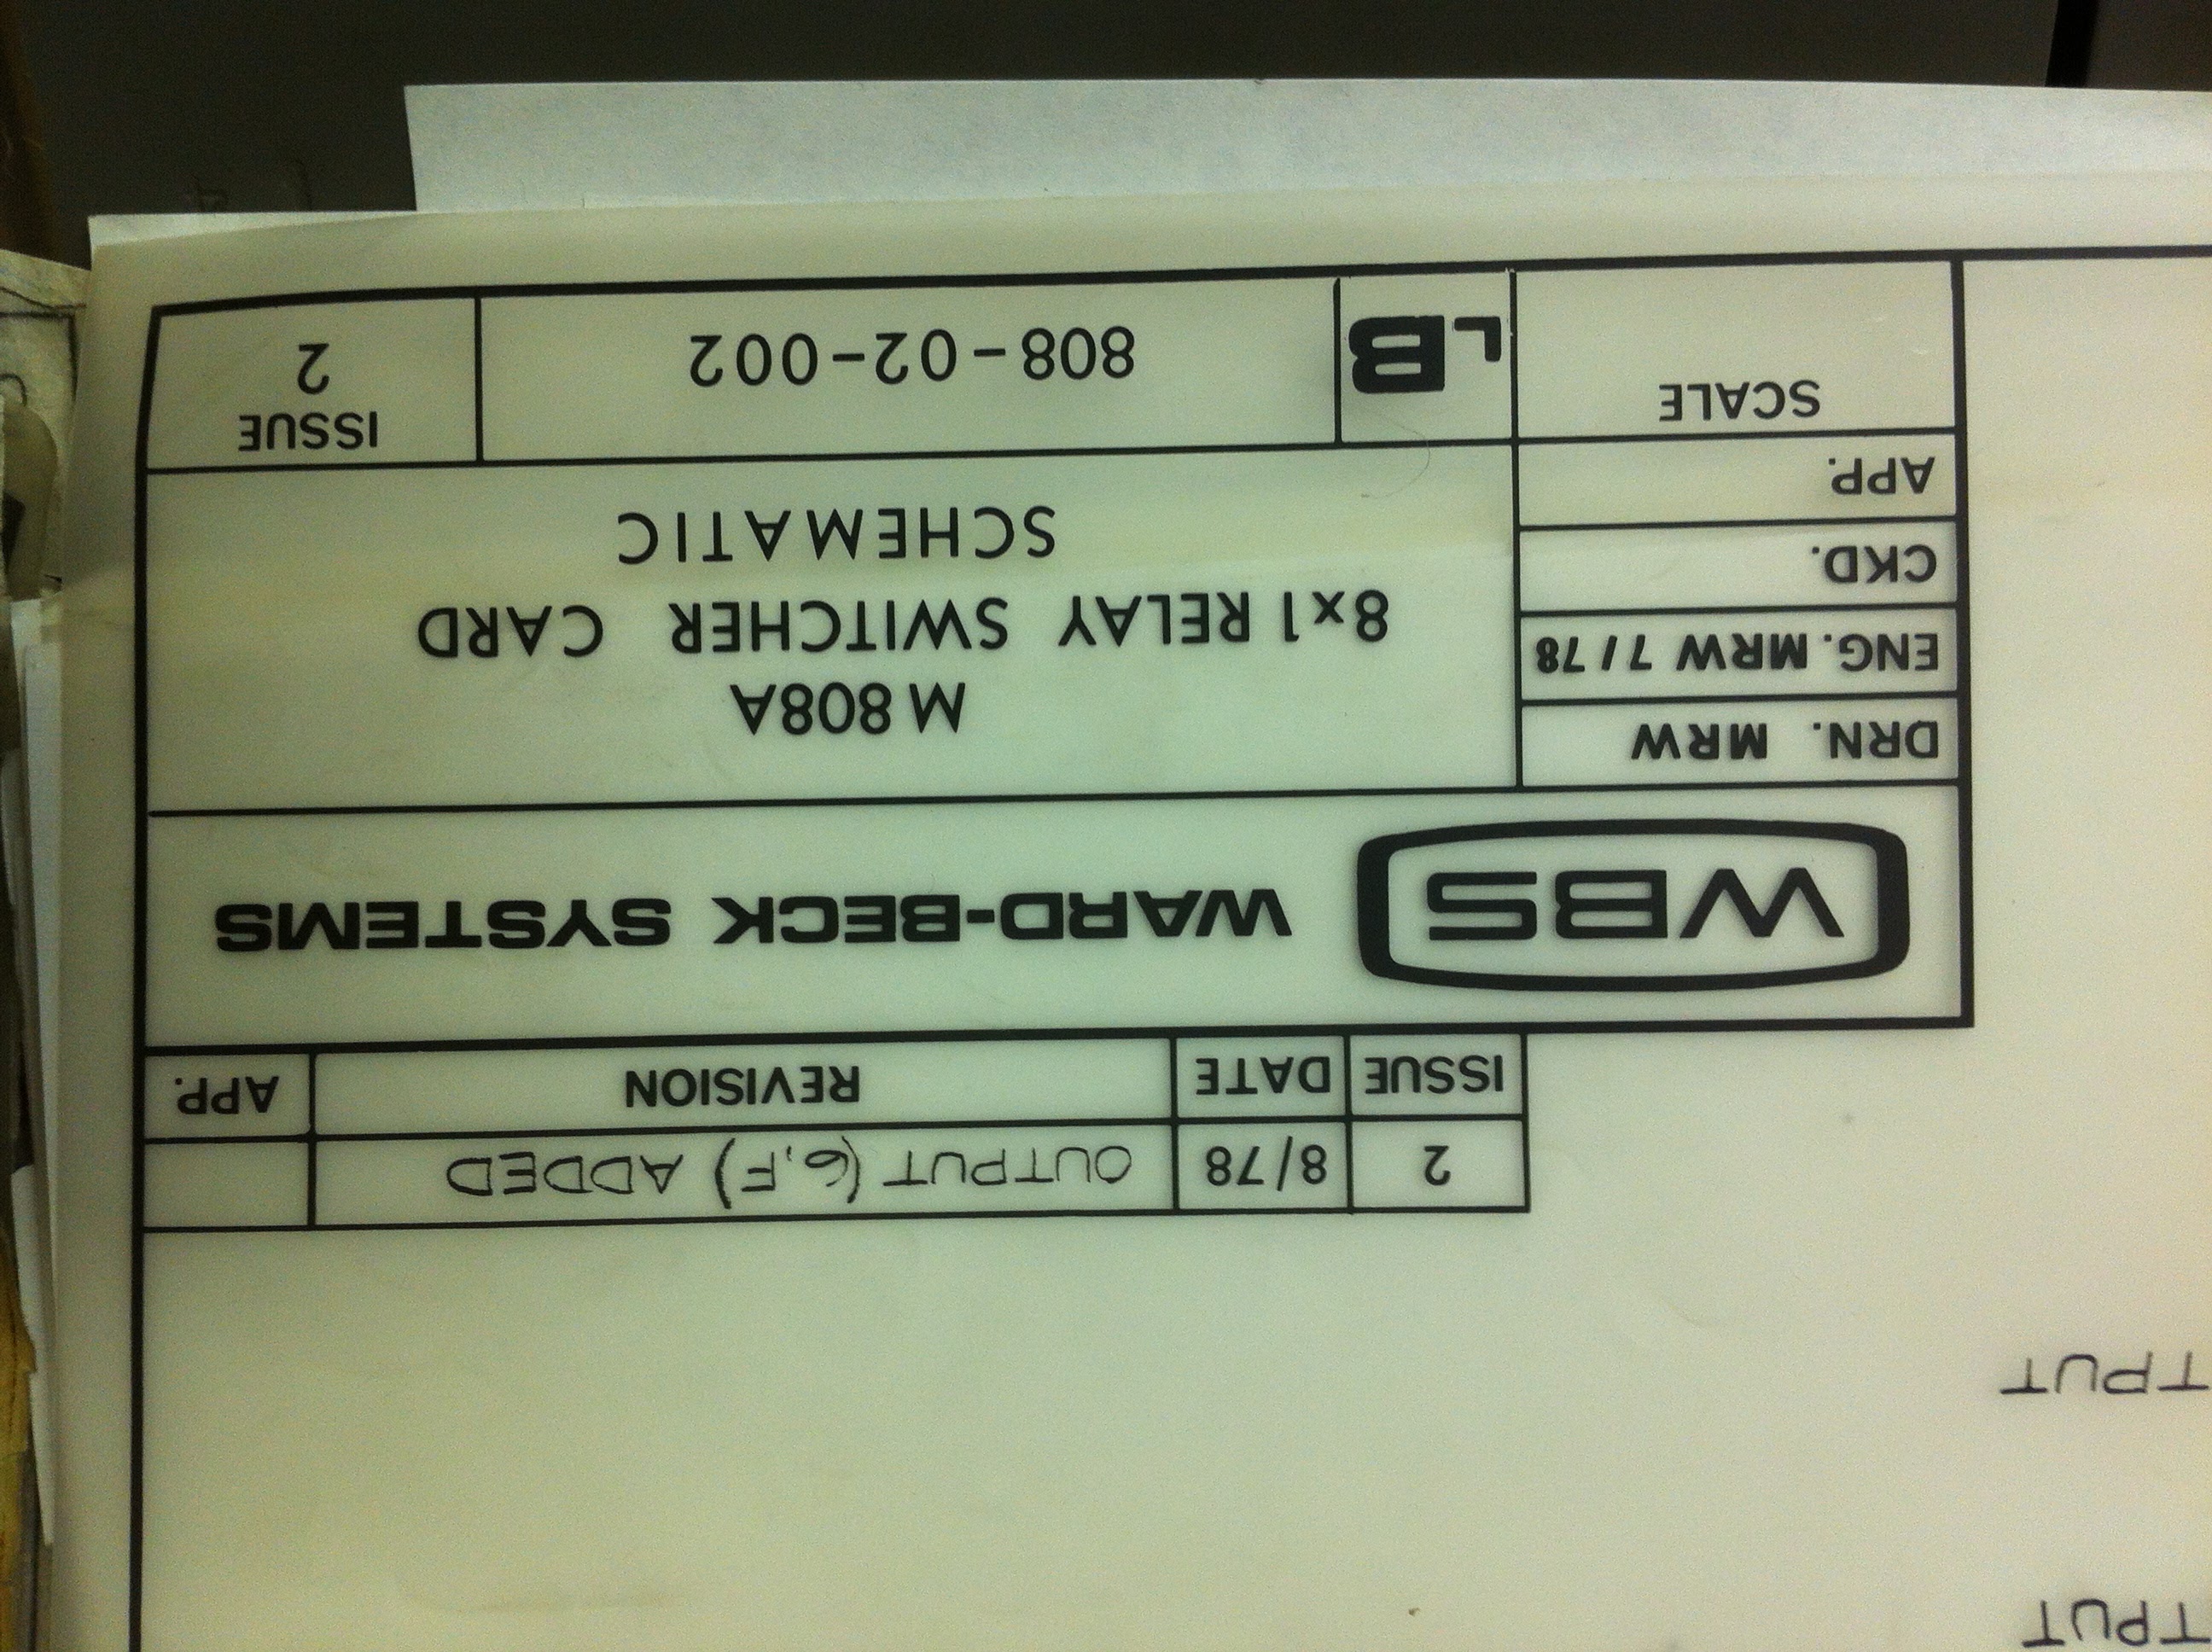 TPUT
TPUT
2 8/78 OUTPUT (6,F) ADDED
ISSUE DATE REVISION APP.
WBS WARD-BECK SYSTEMS
DRN. MRW
ENG. MRW 7/78
CKD.
APP.
SCALE
M 808A
8x1 RELAY SWITCHER CARD
SCHEMATIC
LB
808-02-002
ISSUE
2